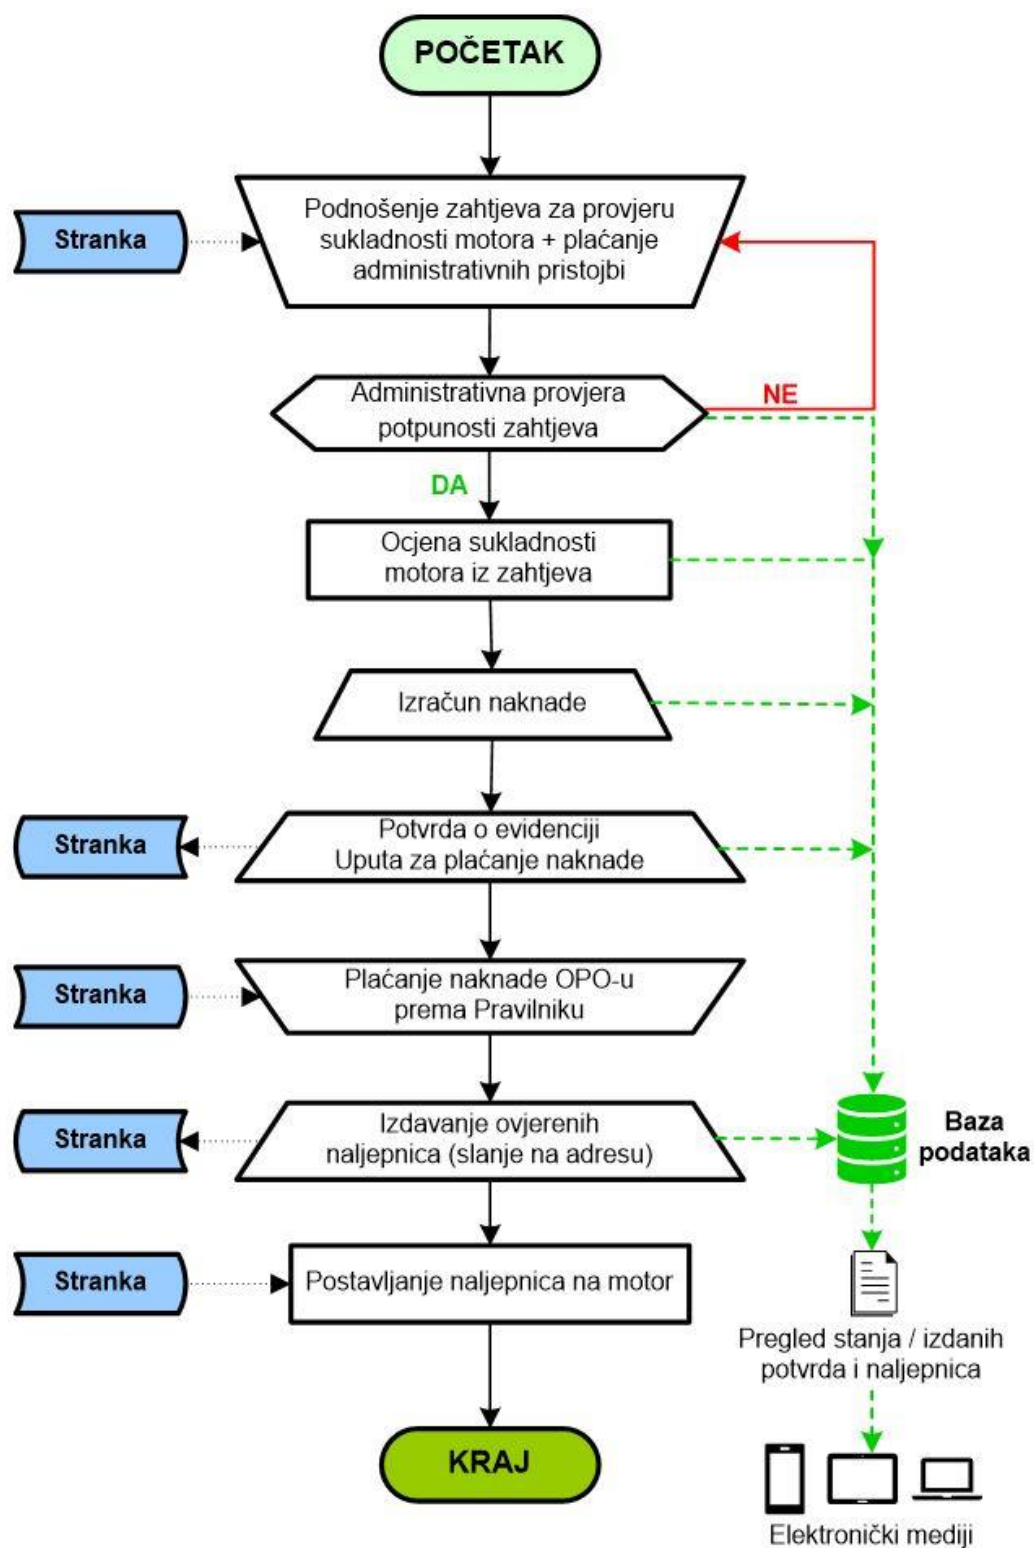 POČETAK
Stranka
Podnošenje zahtjeva za provjeru
sukladnosti motora + plaćanje
administrativnih pristojbi
Administrativna provjera
potpunosti zahtjeva
NE
DA
Ocjena sukladnosti
motora iz zahtjeva
Izračun naknade
Stranka
Potvrda o evidenciji
Uputa za plaćanje naknade
Stranka
Plaćanje naknade OPO-u
prema Pravilniku
Stranka
Izdavanje ovjerenih
naljepnica (slanje na adresu)
Baza
podataka
Stranka
Postavljanje naljepnica na motor
Pregled stanja / izdanih
potvrda i naljepnica
KRAJ
Elektronički mediji